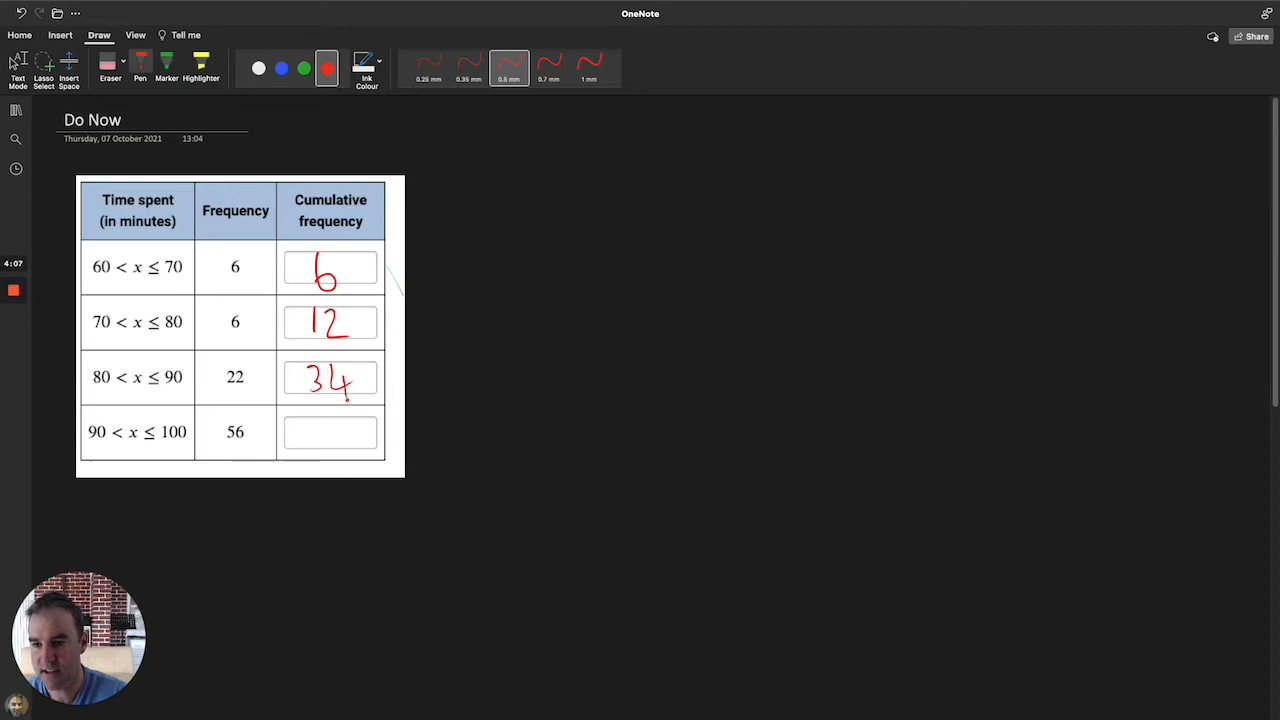 OneNote
Home Insert Draw View Tell me
Share
Text Mode
Lasso Select
Insert Space
Eraser
Pen
Marker
Highlighter
Ink Colour
0.25 mm
0.35 mm
0.5 mm
0.7 mm
1 mm
Do Now
Thursday, 07 October 2021 13:04
4:07
Time spent (in minutes) Frequency Cumulative frequency
60 < x ≤ 70 6 6
70 < x ≤ 80 6 12
80 < x ≤ 90 22 34
90 < x ≤ 100 56